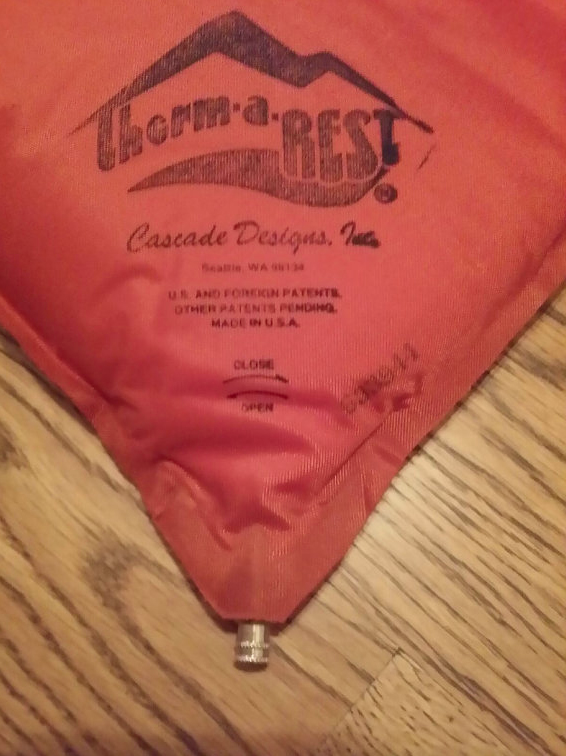 therm·a·REST
®
Cascade Designs, Inc.
Seattle, WA 98134
U.S. AND FOREIGN PATENTS.
OTHER PATENTS PENDING.
MADE IN U.S.A.
CLOSE
OPEN